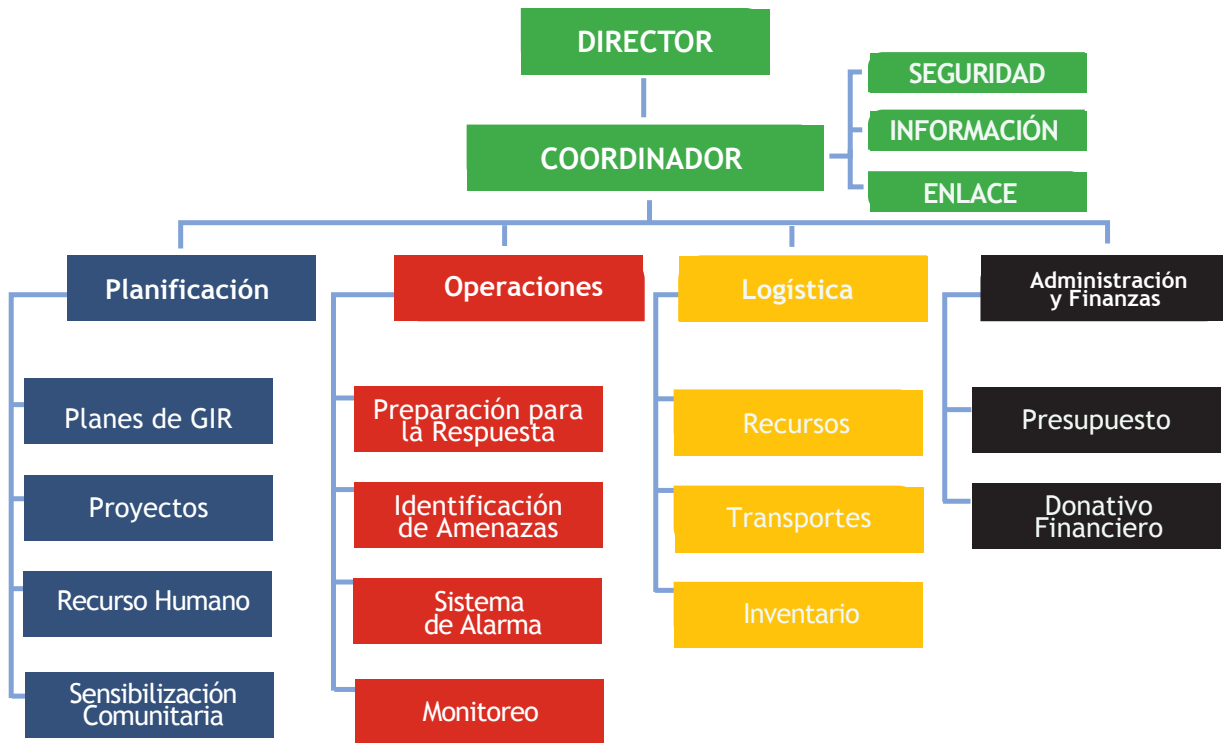 DIRECTOR
COORDINADOR
SEGURIDAD
INFORMACIÓN
ENLACE
Planificación
Planes de GIR
Proyectos
Recurso Humano
Sensibilización
Comunitaria
Operaciones
Preparación para
la Respuesta
Identificación
de Amenazas
Sistema
de Alarma
Monitoreo
Logística
Recursos
Transportes
Inventario
Administración
y Finanzas
Presupuesto
Donativo
Financiero